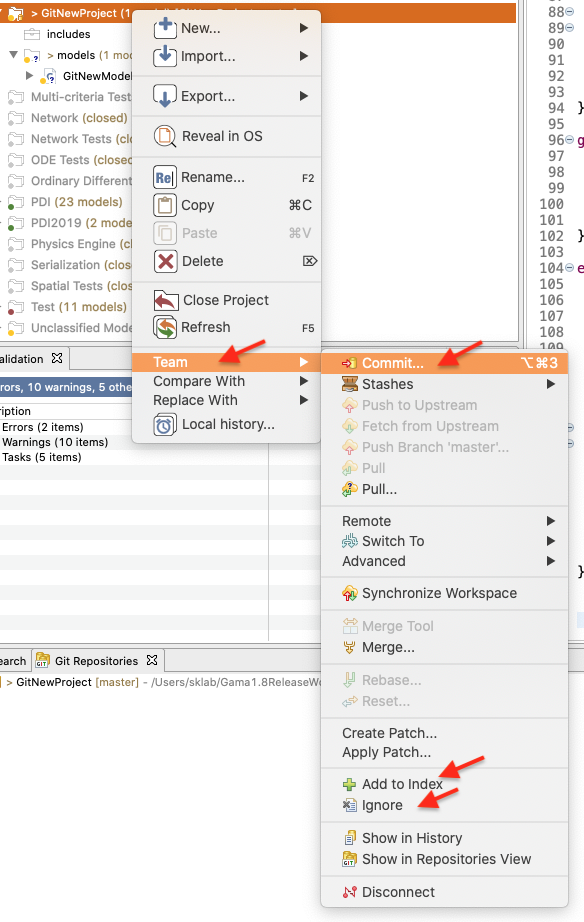 > GitNewProject
includes
> models (1 mo
GitNewMode
Multi-criteria Test
Network (closed)
Network Tests (clo
ODE Tests (closed
Ordinary Different
PDI (23 models)
PDI2019 (2 mode
Physics Engine (c
Serialization (close
Spatial Tests (clos
Test (11 models)
Unclassified Mode
New...
Import...
Export...
Reveal in OS
Rename... F2
Copy ⌘C
Paste ⌘V
Delete ⌦
Close Project
Refresh F5
Team
Compare With
Replace With
Local history...
Commit... ⌥⌘3
Stashes
Push to Upstream
Fetch from Upstream
Push Branch 'master'...
Pull
Pull...
Remote
Switch To
Advanced
Synchronize Workspace
Merge Tool
Merge...
Rebase...
Reset...
Create Patch...
Apply Patch...
Add to Index
Ignore
Show in History
Show in Repositories View
Disconnect
alidation
rors, 10 warnings, 5 othe
ription
Errors (2 items)
Warnings (10 items)
Tasks (5 items)
earch Git Repositories
> GitNewProject [master] - /Users/sklab/Gama1.8ReleaseWo
88
89
90
91
92
93
94 }
95
96 g
97
98
99
100
101
102 }
103
104 e
105
106
107
108
109
}